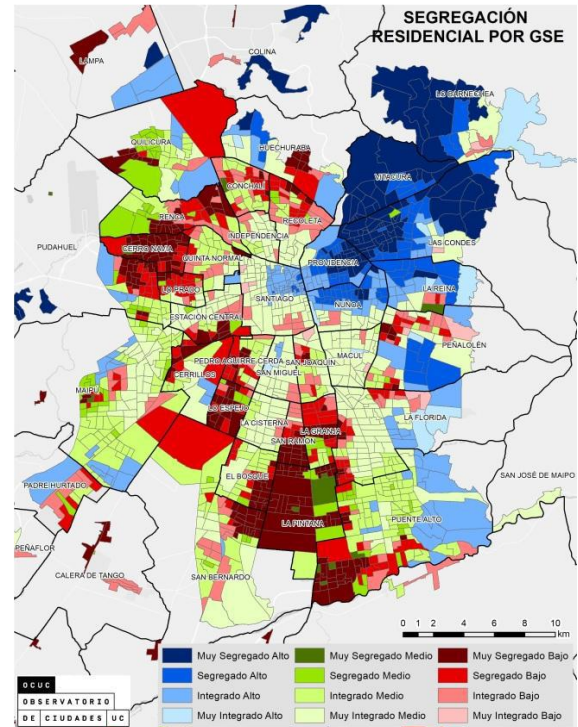 SEGREGACIÓN
RESIDENCIAL POR GSE
LAMPA
COLINA
LO BARNECHEA
QUILICURA
HUECHURABA
VITACURA
CONCHALÍ
RENCA
RECOLETA
INDEPENDENCIA
LAS CONDES
PUDAHUEL
CERRO NAVIA
QUINTA NORMAL
PROVIDENCIA
LO PRADO
SANTIAGO
LA REINA
ÑUÑOA
ESTACIÓN CENTRAL
PEÑALOLÉN
MACUL
PEDRO AGUIRRE CERDA
SAN JOAQUÍN
CERRILLOS
SAN MIGUEL
MAIPÚ
LO ESPEJO
LA FLORIDA
LA CISTERNA
LA GRANJA
SAN RAMÓN
EL BOSQUE
SAN JOSÉ DE MAIPO
PADRE HURTADO
LA PINTANA
PUENTE ALTO
PEÑAFLOR
CALERA DE TANGO
SAN BERNARDO
0 2 4 6 8 10
km
Muy Segregado Alto
Muy Segregado Medio
Muy Segregado Bajo
Segregado Alto
Segregado Medio
Segregado Bajo
Integrado Alto
Integrado Medio
Integrado Bajo
Muy Integrado Alto
Muy Integrado Medio
Muy Integrado Bajo
OCUC
OBSERVATORIO
DE CIUDADES UC